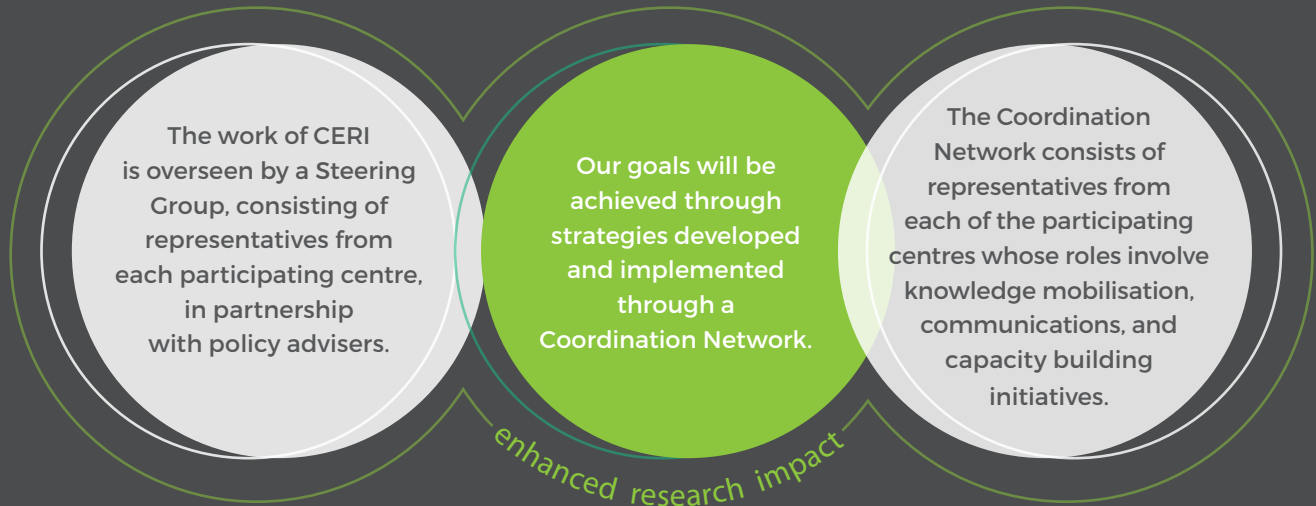 The work of CERI
is overseen by a Steering
Group, consisting of
representatives from
each participating centre,
in partnership
with policy advisers.
Our goals will be
achieved through
strategies developed
and implemented
through a
Coordination Network.
The Coordination
Network consists of
representatives from
each of the participating
centres whose roles involve
knowledge mobilisation,
communications, and
capacity building
initiatives.
enhanced research impact